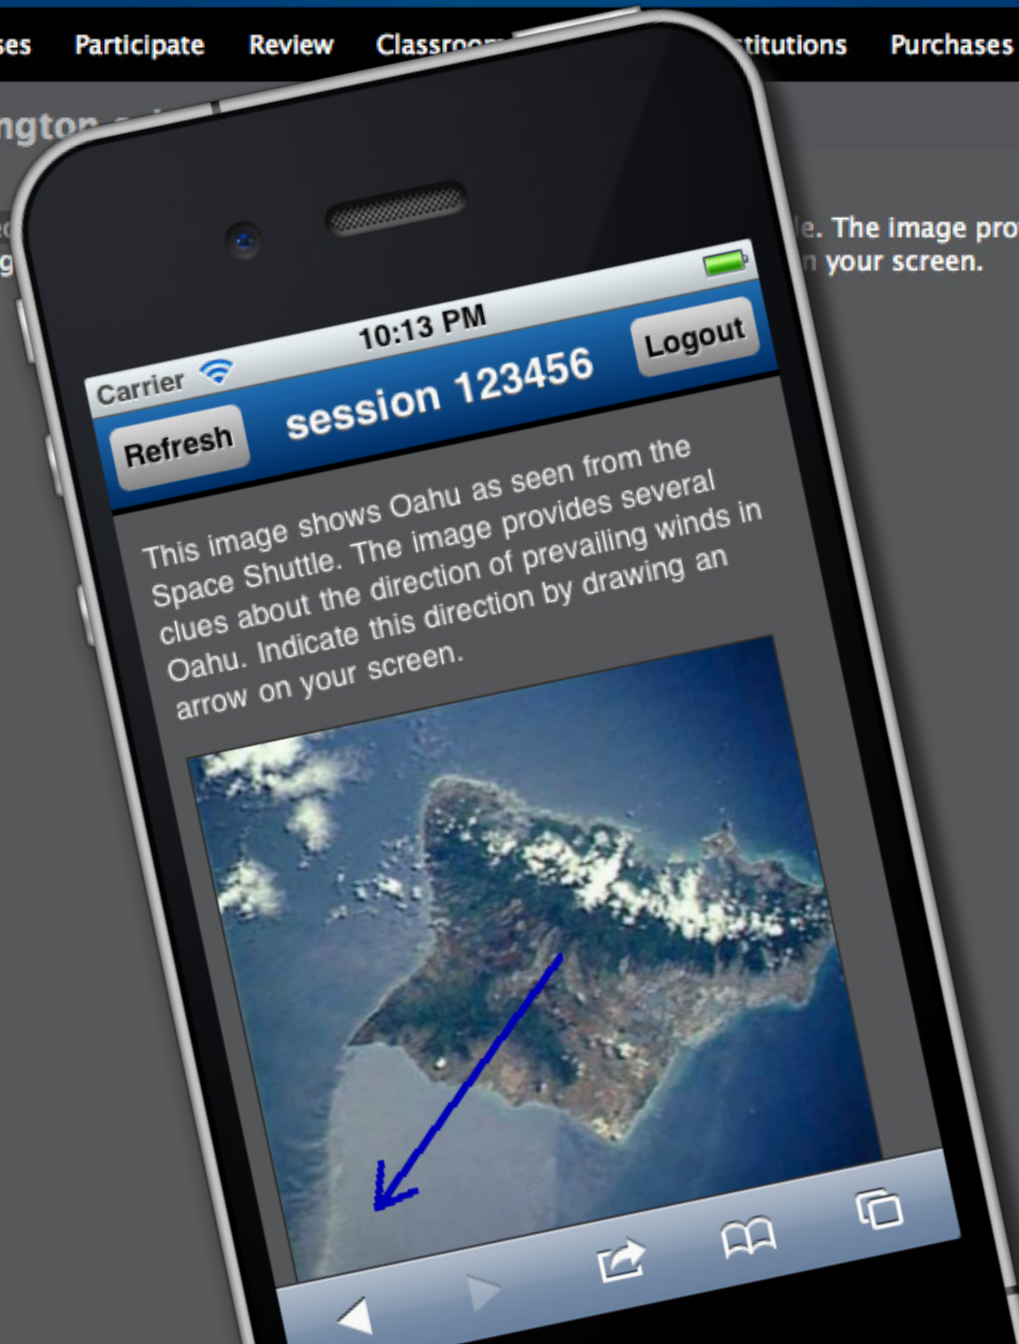 Participate Review Purchases
. The image
your screen.
Carrier 10:13 PM
Refresh session 123456 Logout
This image shows Oahu as seen from the
Space Shuttle. The image provides several
clues about the direction of prevailing winds in
Oahu. Indicate this direction by drawing an
arrow on your screen.